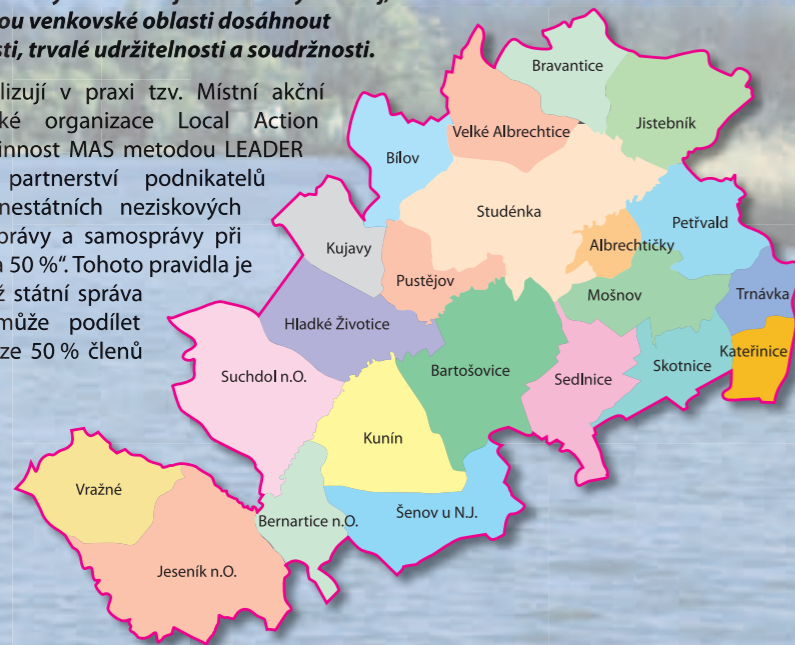 ou venkovské oblasti dosáhnout
sti, trvalé udržitelnosti a soudržnosti.
lizují v praxi tzv. Místní akční
ké organizace Local Action
innost MAS metodou LEADER
partnerství podnikatelů
nestátních neziskových
právy a samosprávy při
a 50 %“. Tohoto pravidla je
ž státní správa
může podílet
ze 50 % členů
Bravantice
Jistebník
Velké Albrechtice
Bílov
Studénka
Petřvald
Albrechtičky
Kujavy
Pustějov
Mošnov
Trnávka
Hladké Životice
Kateřinice
Skotnice
Bartošovice
Sedlnice
Suchdol n.O.
Kunín
Vražné
Šenov u N.J.
Bernartice n.O.
Jeseník n.O.